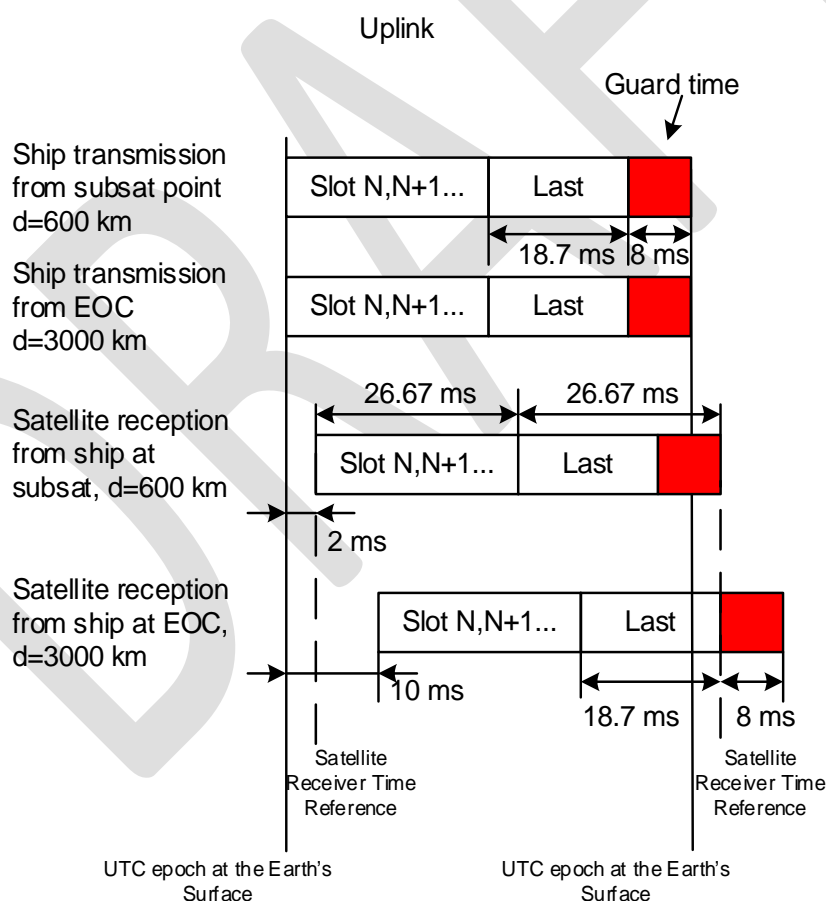 Uplink
Guard time
Ship transmission
from subsat point
d=600 km
Slot N,N+1...
Last
18.7 ms
8 ms
Ship transmission
from EOC
d=3000 km
Slot N,N+1...
Last
26.67 ms
26.67 ms
Satellite reception
from ship at
subsat, d=600 km
Slot N,N+1...
Last
2 ms
Satellite reception
from ship at EOC,
d=3000 km
Slot N,N+1...
Last
10 ms
18.7 ms
8 ms
Satellite
Receiver Time
Reference
Satellite
Receiver Time
Reference
UTC epoch at the Earth's
Surface
UTC epoch at the Earth's
Surface